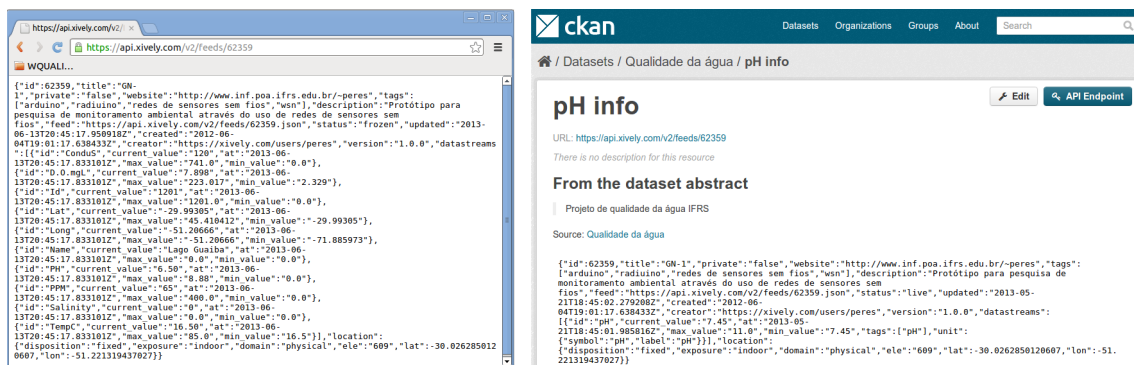 https://api.xively.com/v2/
https://api.xively.com/v2/feeds/62359
WQUALI...
{"id":62359,"title":"GN-
1","private":"false","website":"http://www.inf.poa.ifrs.edu.br/~peres","tags":
["arduino","radiuino","redes de sensores sem fios","wsn"],"description":"Protótipo para
pesquisa de monitoramento ambiental através do uso de redes de sensores sem
fios","feed":"https://api.xively.com/v2/feeds/62359.json","status":"frozen","updated":"2013-
06-13T20:45:17.950918Z","created":"2012-06-
04T19:01:17.638433Z","creator":"https://xively.com/users/peres","version":"1.0.0","datastreams
":[{"id":"ConduS","current_value":"120","at":"2013-06-
13T20:45:17.833101Z","max_value":"741.0","min_value":"0.0"},
{"id":"D.O.mgL","current_value":"7.898","at":"2013-06-
13T20:45:17.833101Z","max_value":"223.017","min_value":"2.329"},
{"id":"Id","current_value":"1201","at":"2013-06-
13T20:45:17.833101Z","max_value":"1201.0","min_value":"0.0"},
{"id":"Lat","current_value":"-29.99305","at":"2013-06-
13T20:45:17.833101Z","max_value":"45.410412","min_value":"-29.99305"},
{"id":"Long","current_value":"-51.20666","at":"2013-06-
13T20:45:17.833101Z","max_value":"-51.20666","min_value":"-71.885973"},
{"id":"Name","current_value":"Lago Guaiba","at":"2013-06-
13T20:45:17.833101Z","max_value":"0.0","min_value":"0.0"},
{"id":"PH","current_value":"6.50","at":"2013-06-
13T20:45:17.833101Z","max_value":"8.88","min_value":"0.0"},
{"id":"PPM","current_value":"65","at":"2013-06-
13T20:45:17.833101Z","max_value":"400.0","min_value":"0.0"},
{"id":"Salinity","current_value":"0","at":"2013-06-
13T20:45:17.833101Z","max_value":"0.0","min_value":"0.0"},
{"id":"TempC","current_value":"16.50","at":"2013-06-
13T20:45:17.833101Z","max_value":"85.0","min_value":"16.5"}],"location":
{"disposition":"fixed","exposure":"indoor","domain":"physical","ele":"609","lat":-30.026285012
0607,"lon":-51.221319437027}}
ckan
Datasets Organizations Groups About Search
/ Datasets / Qualidade da água / pH info
pH info
Edit API Endpoint
URL: https://api.xively.com/v2/feeds/62359
There is no description for this resource
From the dataset abstract
Projeto de qualidade da água IFRS
Source: Qualidade da água
{"id":62359,"title":"GN-1","private":"false","website":"http://www.inf.poa.ifrs.edu.br/~peres","tags":
["arduino","radiuino","redes de sensores sem fios","wsn"],"description":"Protótipo para pesquisa de
monitoramento ambiental através do uso de redes de sensores sem
fios","feed":"https://api.xively.com/v2/feeds/62359.json","status":"live","updated":"2013-05-
21T18:45:02.279208Z","created":"2012-06-
04T19:01:17.638433Z","creator":"https://xively.com/users/peres","version":"1.0.0","datastreams":
[{"id":"pH","current_value":"7.45","at":"2013-05-
21T18:45:01.985816Z","max_value":"11.0","min_value":"7.45","tags":["pH"],"unit":
{"symbol":"pH","label":"pH"}}],"location":
{"disposition":"fixed","exposure":"indoor","domain":"physical","ele":"609","lat":-30.0262850120607,"lon":-51.
221319437027}}